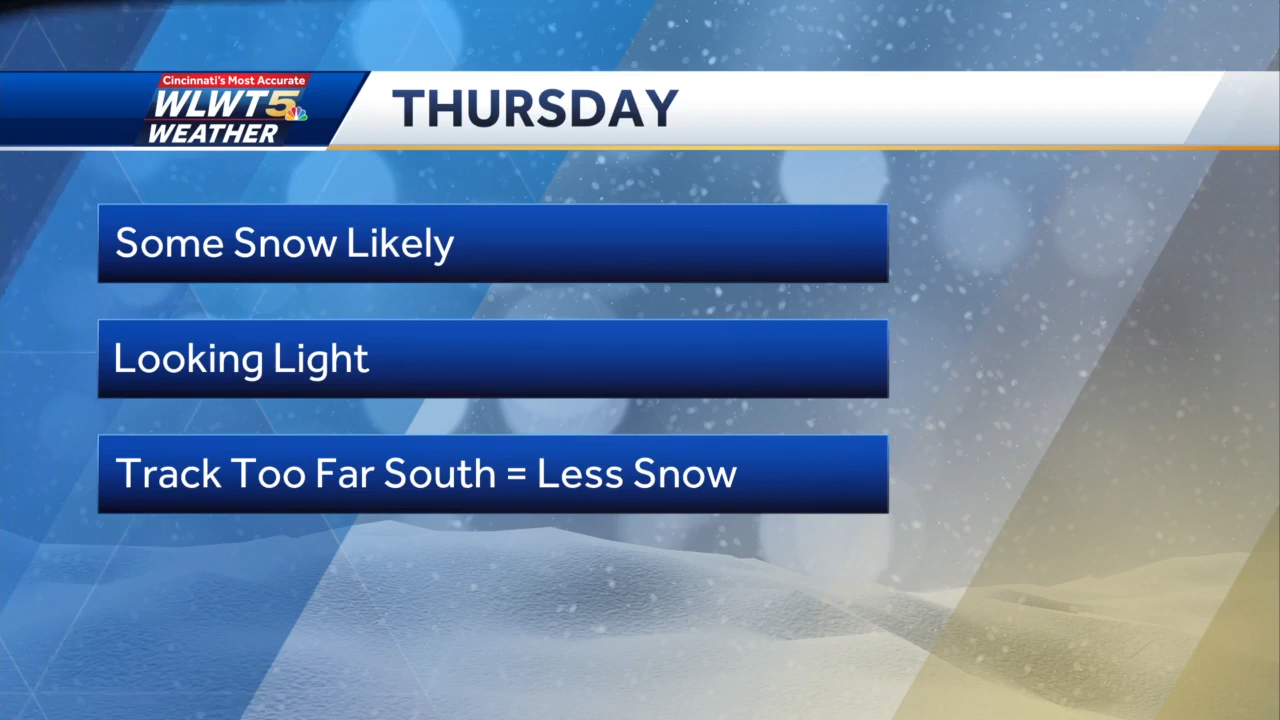 Cincinnati's Most Accurate
WLWT5
WEATHER
THURSDAY
Some Snow Likely
Looking Light
Track Too Far South = Less Snow